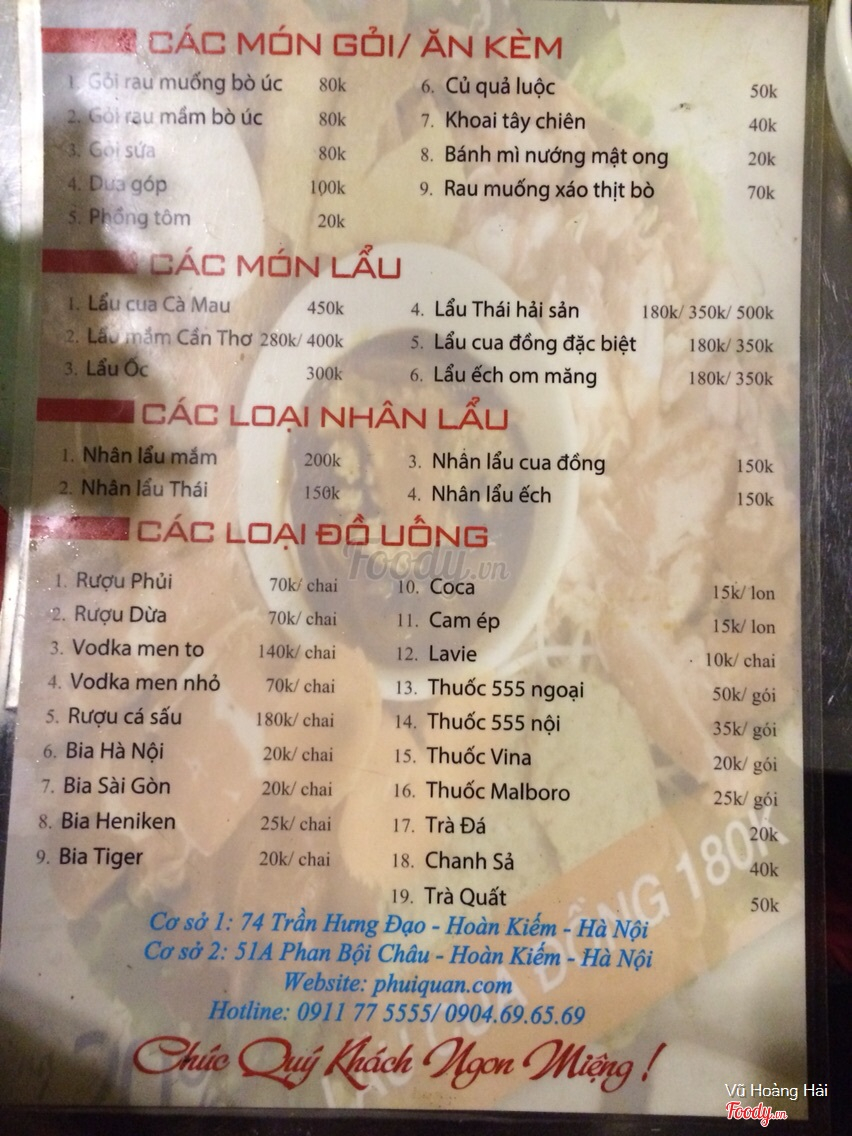 CÁC MÓN GỎI/ ĂN KÈM
1. Gỏi rau muống bò úc 80k
2. Gỏi rau mầm bò úc 80k
3. Gỏi sứa 80k
4. Dưa góp 100k
5. Phồng tôm 20k
6. Củ quả luộc 50k
7. Khoai tây chiên 40k
8. Bánh mì nướng mật ong 20k
9. Rau muống xáo thịt bò 70k
CÁC MÓN LẨU
1. Lẩu cua Cà Mau 450k
2. Lẩu mắm Cần Thơ 280k/ 400k
3. Lẩu Ốc 300k
4. Lẩu Thái hải sản 180k/ 350k/ 500k
5. Lẩu cua đồng đặc biệt 180k/ 350k
6. Lẩu ếch om măng 180k/ 350k
CÁC LOẠI NHÂN LẨU
1. Nhân lẩu mắm 200k
2. Nhân lẩu Thái 150k
3. Nhân lẩu cua đồng 150k
4. Nhân lẩu ếch 150k
CÁC LOẠI ĐỒ UỐNG
1. Rượu Phủi 70k/ chai
2. Rượu Dừa 70k/ chai
3. Vodka men to 140k/ chai
4. Vodka men nhỏ 70k/ chai
5. Rượu cá sấu 180k/ chai
6. Bia Hà Nội 20k/ chai
7. Bia Sài Gòn 20k/ chai
8. Bia Heniken 25k/ chai
9. Bia Tiger 20k/ chai
10. Coca 15k/ lon
11. Cam ép 15k/ lon
12. Lavie 10k/ chai
13. Thuốc 555 ngoại 50k/ gói
14. Thuốc 555 nội 35k/ gói
15. Thuốc Vina 20k/ gói
16. Thuốc Malboro 25k/ gói
17. Trà Đá 20k
18. Chanh Sả 40k
19. Trà Quất 50k
Cơ sở 1: 74 Trần Hưng Đạo - Hoàn Kiếm - Hà Nội
Cơ sở 2: 51A Phan Bội Châu - Hoàn Kiếm - Hà Nội
Website: phuiquan.com
Hotline: 0911 77 5555/ 0904.69.65.69
Chúc Quý Khách Ngon Miệng !
ĐỒNG 180K
Foody.vn
Vũ Hoàng Hải
Foody.vn